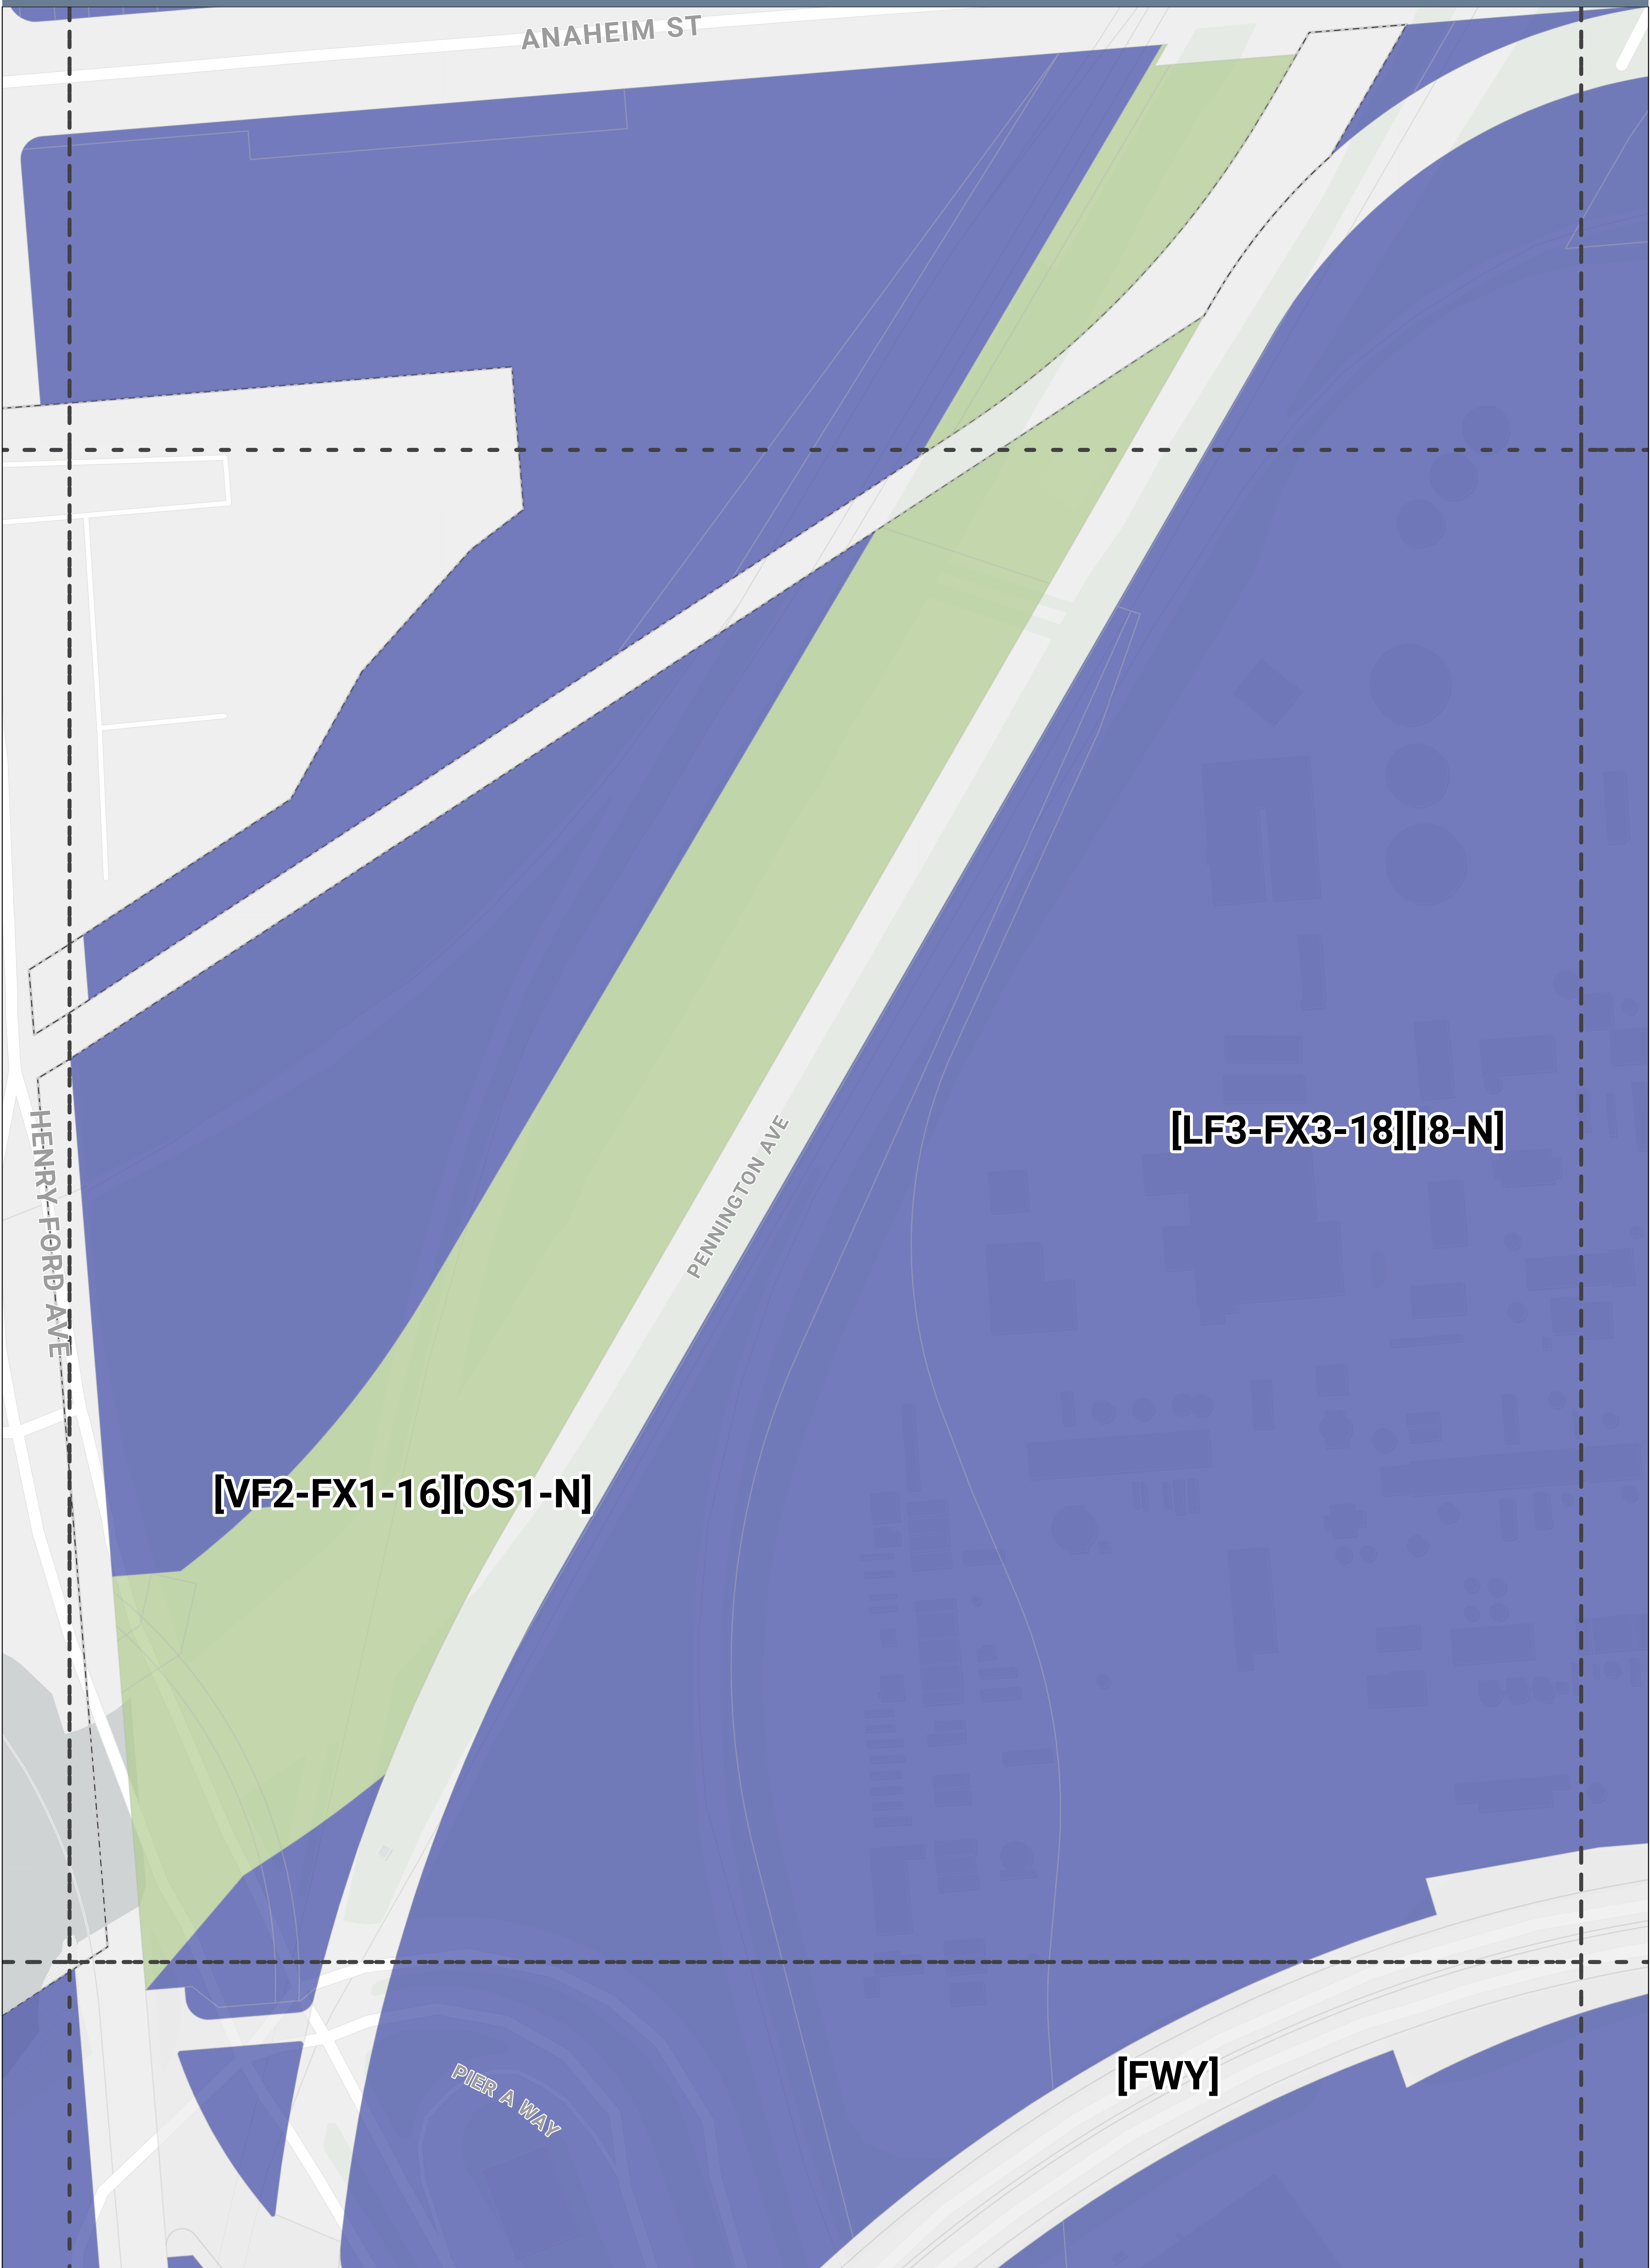 ANAHEIM ST
[LF3-FX3-18][I8-N]
PENNINGTON AVE
HENRY FORD AVE
[VF2-FX1-16][OS1-N]
[FWY]
PIER A WAY